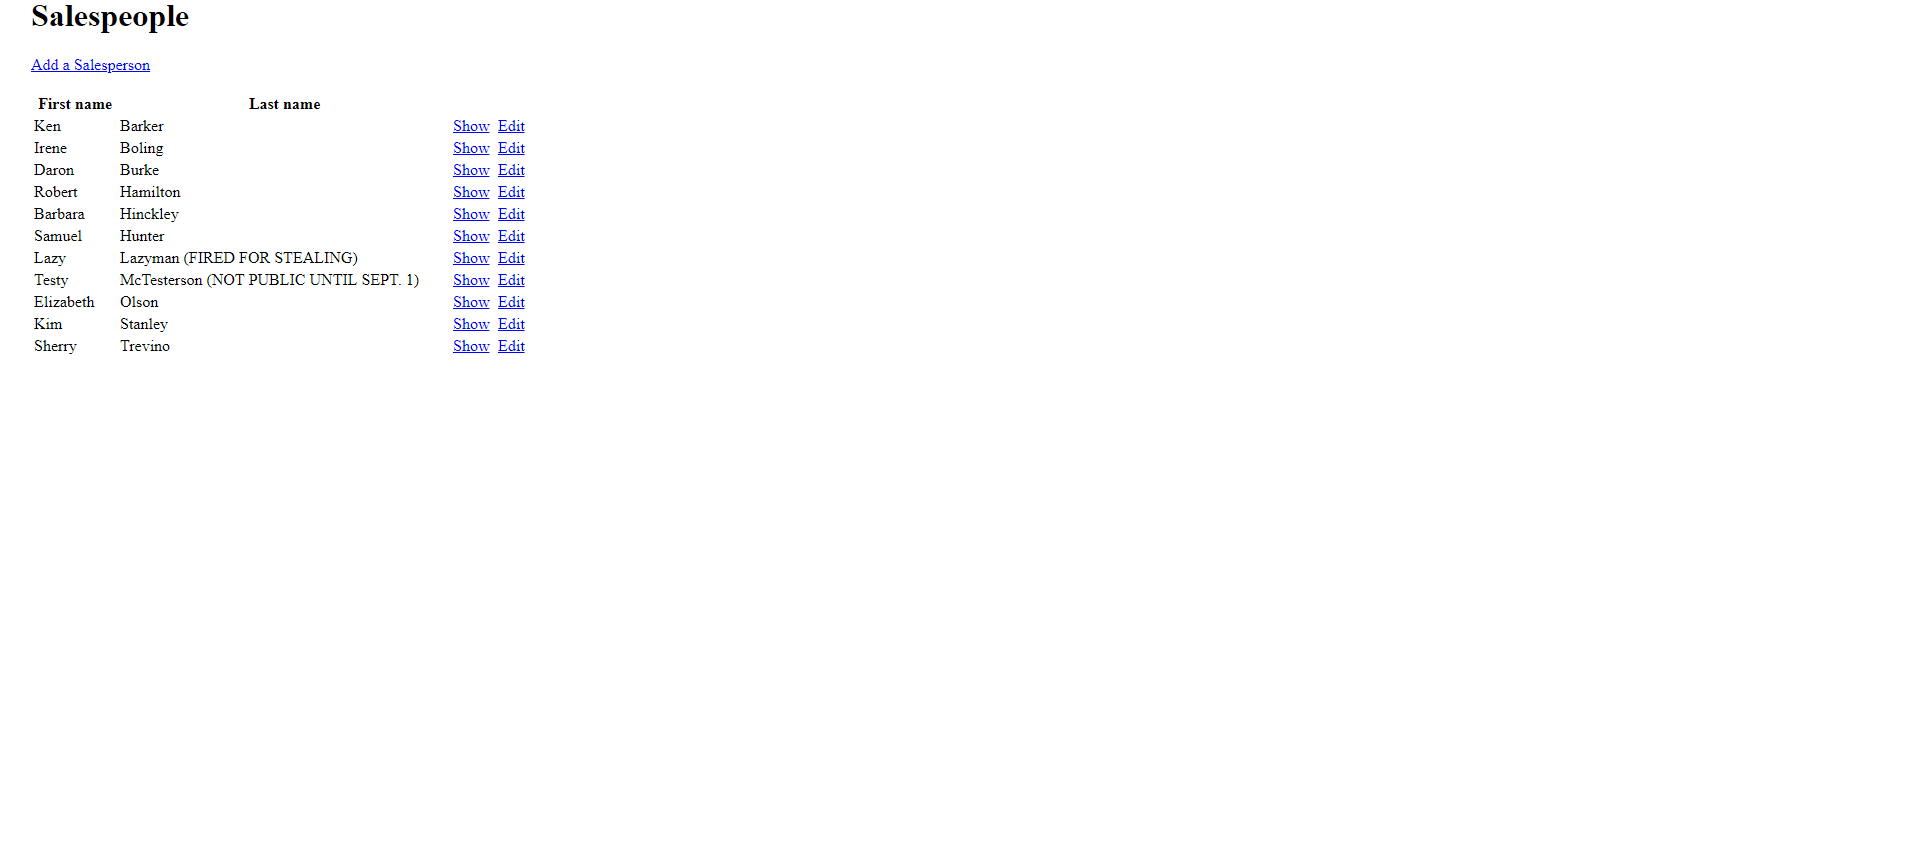 Salespeople
Add a Salesperson
First name Last name
Ken Barker Show Edit
Irene Boling Show Edit
Daron Burke Show Edit
Robert Hamilton Show Edit
Barbara Hinckley Show Edit
Samuel Hunter Show Edit
Lazy Lazyman (FIRED FOR STEALING) Show Edit
Testy McTesterson (NOT PUBLIC UNTIL SEPT. 1) Show Edit
Elizabeth Olson Show Edit
Kim Stanley Show Edit
Sherry Trevino Show Edit